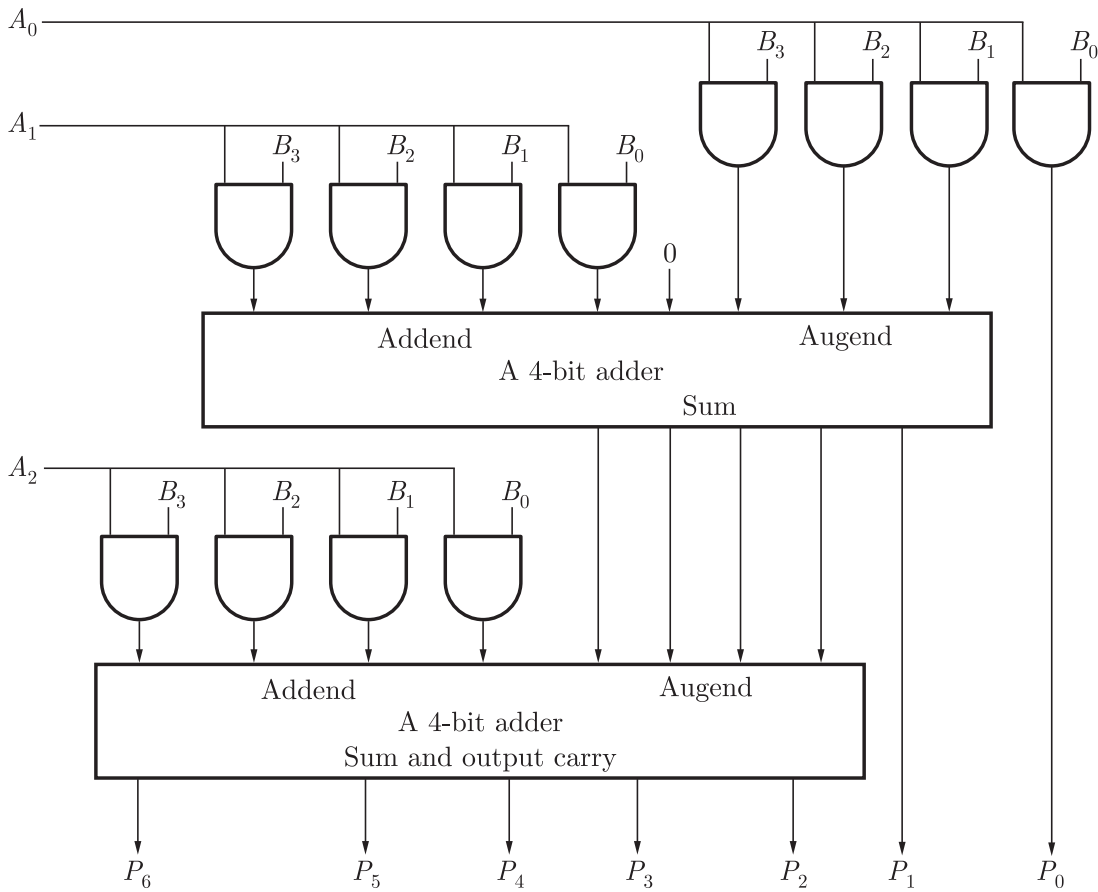 A₀
B₃ B₂ B₁ B₀
A₁
B₃ B₂ B₁ B₀
0
Addend Augend
A 4-bit adder
Sum
A₂
B₃ B₂ B₁ B₀
Addend Augend
A 4-bit adder
Sum and output carry
P₆ P₅ P₄ P₃ P₂ P₁ P₀